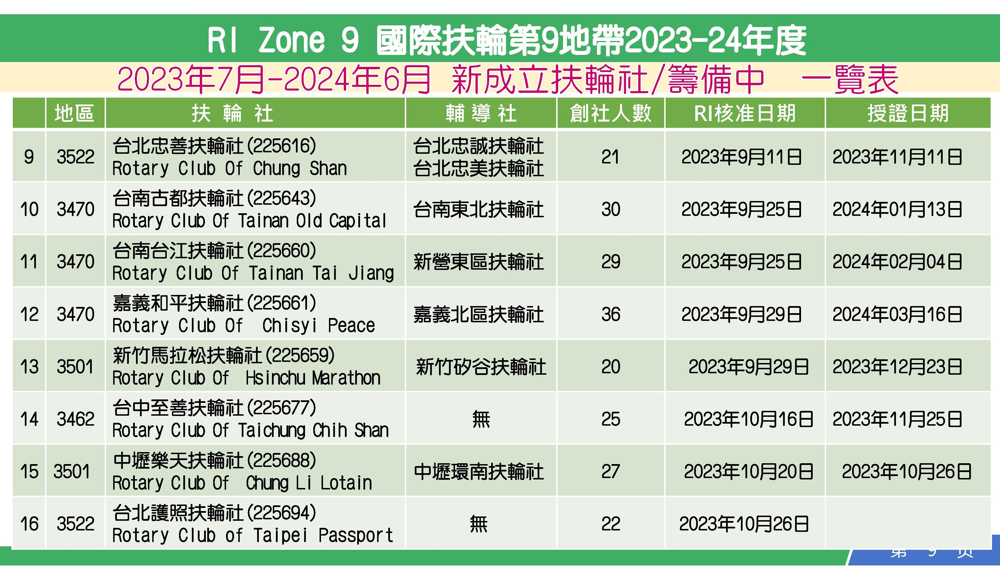 RI Zone 9 國際扶輪第9地帶2023-24年度
2023年7月-2024年6月 新成立扶輪社/籌備中 一覽表
地區 扶 輪 社 輔 導 社 創社人數 RI核准日期 授證日期
9 3522 台北忠善扶輪社(225616) 台北忠誠扶輪社 21 2023年9月11日 2023年11月11日
Rotary Club Of Chung Shan 台北忠美扶輪社
10 3470 台南古都扶輪社(225643) 台南東北扶輪社 30 2023年9月25日 2024年01月13日
Rotary Club Of Tainan Old Capital
11 3470 台南台江扶輪社(225660) 新營東區扶輪社 29 2023年9月25日 2024年02月04日
Rotary Club Of Tainan Tai Jiang
12 3470 嘉義和平扶輪社(225661) 嘉義北區扶輪社 36 2023年9月29日 2024年03月16日
Rotary Club Of Chisyi Peace
13 3501 新竹馬拉松扶輪社(225659) 新竹矽谷扶輪社 20 2023年9月29日 2023年12月23日
Rotary Club Of Hsinchu Marathon
14 3462 台中至善扶輪社(225677) 無 25 2023年10月16日 2023年11月25日
Rotary Club Of Taichung Chih Shan
15 3501 中壢樂天扶輪社(225688) 中壢環南扶輪社 27 2023年10月20日 2023年10月26日
Rotary Club Of Chung Li Lotain
16 3522 台北護照扶輪社(225694) 無 22 2023年10月26日
Rotary Club of Taipei Passport
第 9 页